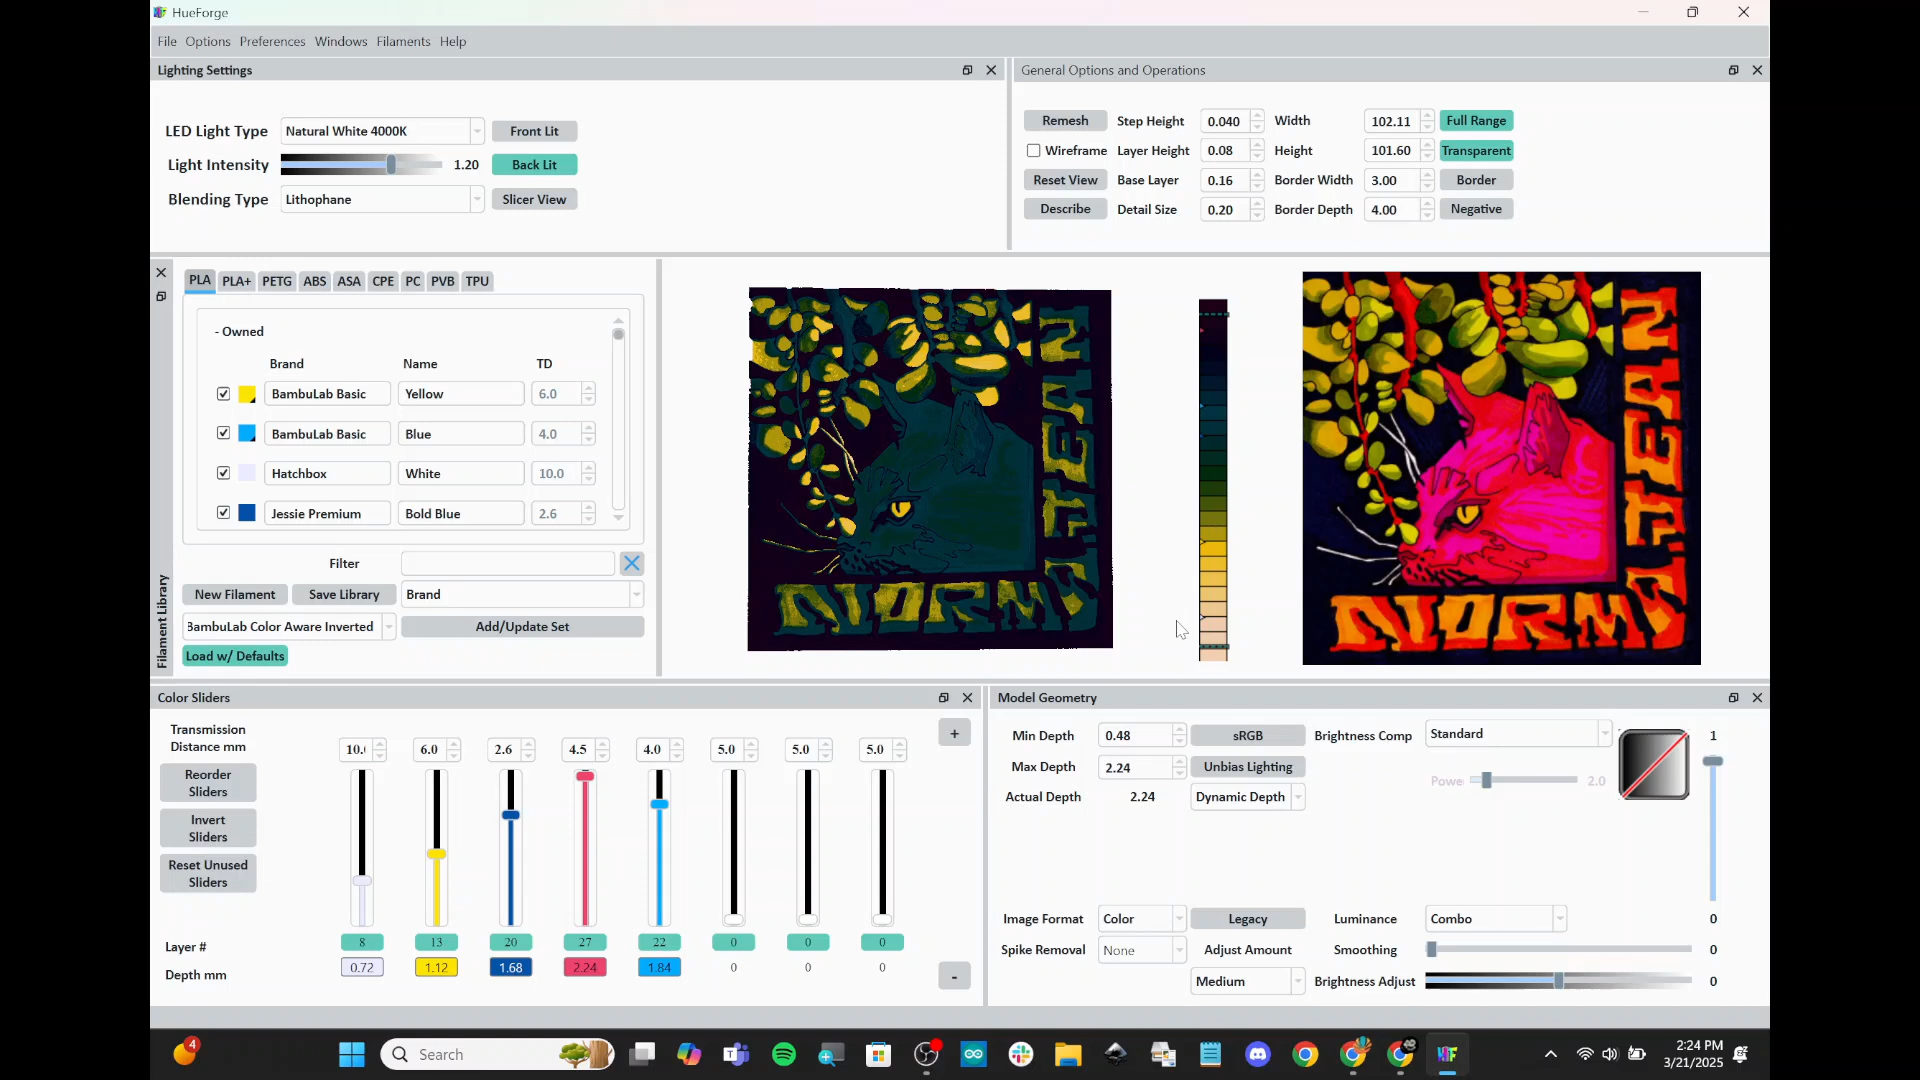 HueForge
File Options Preferences Windows Filaments Help
Lighting Settings
LED Light Type Natural White 4000K Front Lit
Light Intensity 1.20 Back Lit
Blending Type Lithophane Slicer View
General Options and Operations
Remesh Step Height 0.040 Width 102.11 Full Range
Wireframe Layer Height 0.08 Height 101.60 Transparent
Reset View Base Layer 0.16 Border Width 3.00 Border
Describe Detail Size 0.20 Border Depth 4.00 Negative
Filament Library
PLA PLA+ PETG ABS ASA CPE PC PVB TPU
- Owned
Brand Name TD
BambuLab Basic Yellow 6.0
BambuLab Basic Blue 4.0
Hatchbox White 10.0
Jessie Premium Bold Blue 2.6
Filter
New Filament Save Library Brand
BambuLab Color Aware Inverted Add/Update Set
Load w/ Defaults
Color Sliders
Transmission
Distance mm
10. 6.0 2.6 4.5 4.0 5.0 5.0 5.0 +
Reorder
Sliders
Invert
Sliders
Reset Unused
Sliders
Layer # 8 13 20 27 22 0 0 0
Depth mm 0.72 1.12 1.68 2.24 1.84 0 0 0 -
Model Geometry
Min Depth 0.48 sRGB Brightness Comp Standard 1
Max Depth 2.24 Unbias Lighting Powe 2.0
Actual Depth 2.24 Dynamic Depth
Image Format Color Legacy Luminance Combo 0
Spike Removal None Adjust Amount Smoothing 0
Medium Brightness Adjust 0
4 Search 2:24 PM
3/21/2025